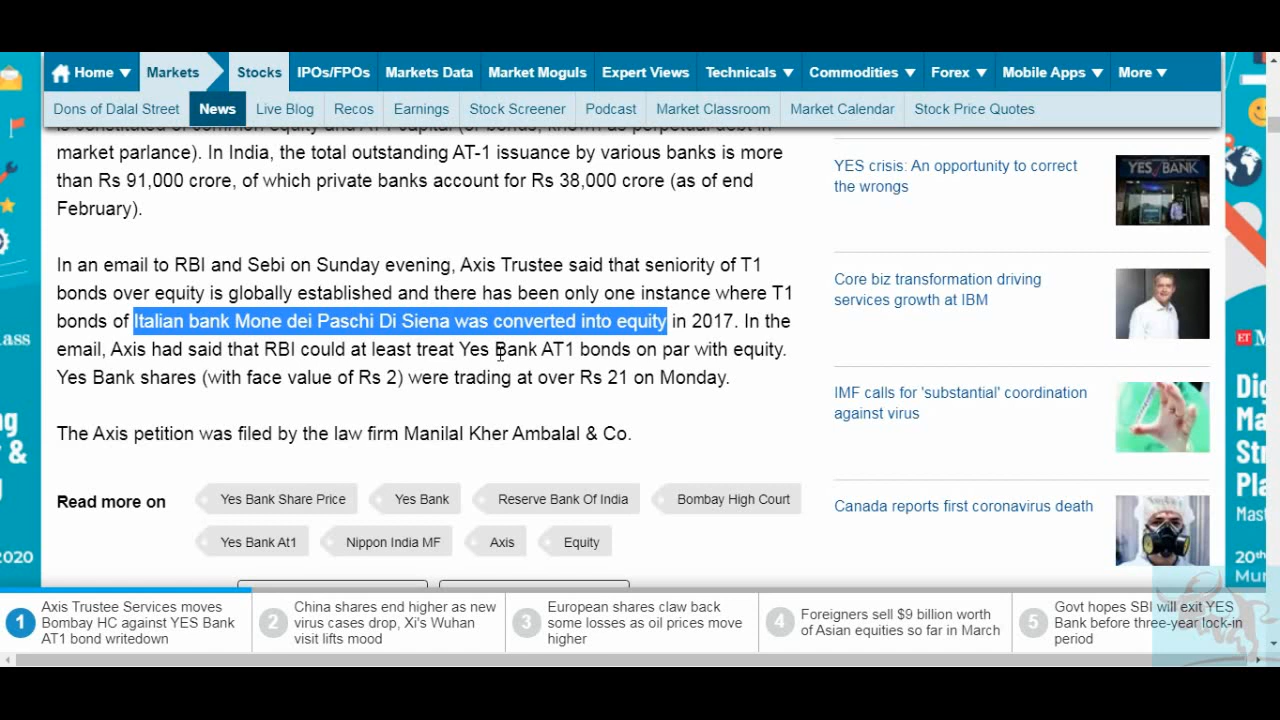 Home Markets Stocks IPOs/FPOs Markets Data Market Moguls Expert Views Technicals Commodities Forex Mobile Apps More
Dons of Dalal Street News Live Blog Recos Earnings Stock Screener Podcast Market Classroom Market Calendar Stock Price Quotes
market parlance). In India, the total outstanding AT-1 issuance by various banks is more
than Rs 91,000 crore, of which private banks account for Rs 38,000 crore (as of end
February).
In an email to RBI and Sebi on Sunday evening, Axis Trustee said that seniority of T1
bonds over equity is globally established and there has been only one instance where T1
bonds of Italian bank Mone dei Paschi Di Siena was converted into equity in 2017. In the
email, Axis had said that RBI could at least treat Yes Bank AT1 bonds on par with equity.
Yes Bank shares (with face value of Rs 2) were trading at over Rs 21 on Monday.
The Axis petition was filed by the law firm Manilal Kher Ambalal & Co.
Read more on
Yes Bank Share Price Yes Bank Reserve Bank Of India Bombay High Court
Yes Bank At1 Nippon India MF Axis Equity
YES crisis: An opportunity to correct
the wrongs
YES BANK
Core biz transformation driving
services growth at IBM
IMF calls for 'substantial' coordination
against virus
Canada reports first coronavirus death
1
Axis Trustee Services moves
Bombay HC against YES Bank
AT1 bond writedown
2
China shares end higher as new
virus cases drop, Xi's Wuhan
visit lifts mood
3
European shares claw back
some losses as oil prices move
higher
4
Foreigners sell $9 billion worth
of Asian equities so far in March
5
Govt hopes SBI will exit YES
Bank before three-year lock-in
period
&
2020
ET
20th